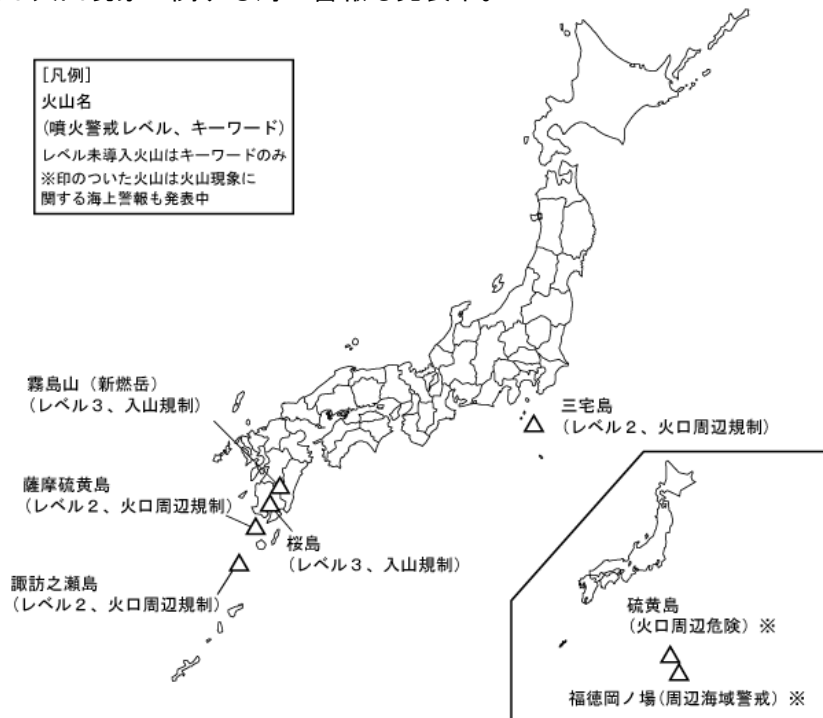 [凡例]
火山名
(噴火警戒レベル、キーワード)
レベル未導入火山はキーワードのみ
※印のついた火山は火山現象に
関する海上警報も発表中
霧島山（新燃岳）
(レベル３、入山規制)
三宅島
(レベル２、火口周辺規制)
薩摩硫黄島
(レベル２、火口周辺規制)
桜島
(レベル３、入山規制)
諏訪之瀬島
(レベル２、火口周辺規制)
硫黄島
(火口周辺危険) ※
福徳岡ノ場(周辺海域警戒) ※